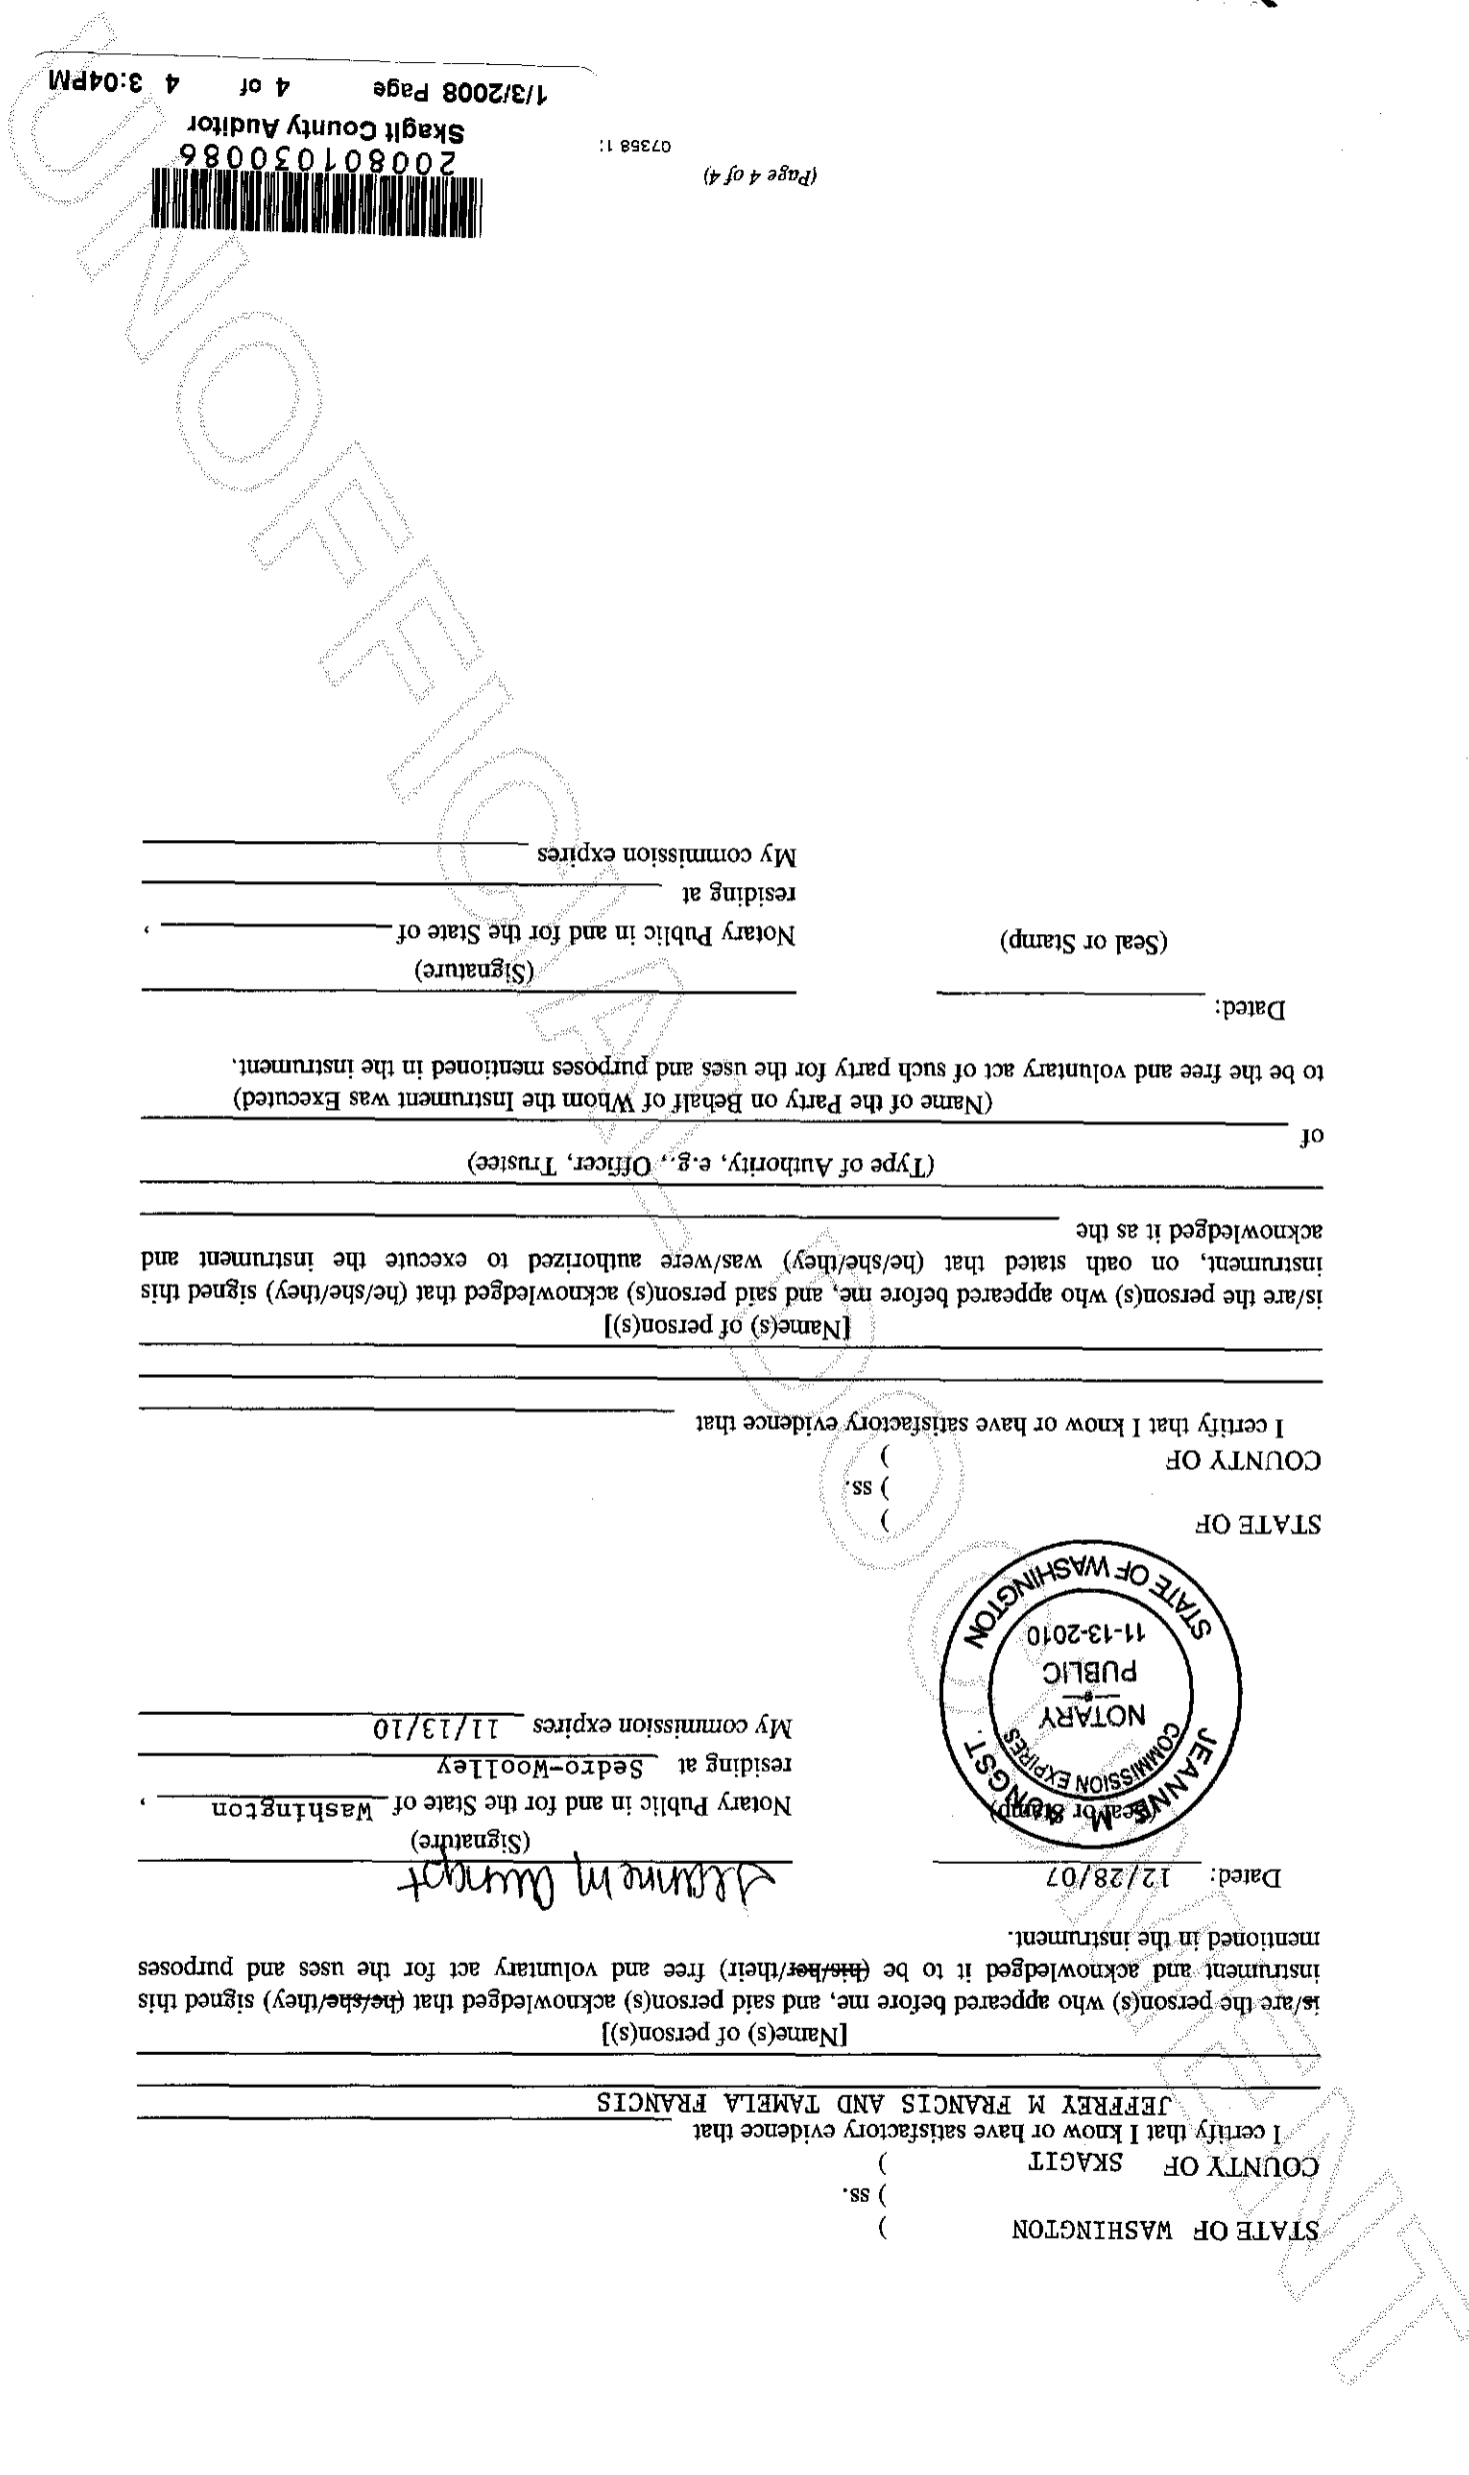 STATE OF WASHINGTON )
) ss.
COUNTY OF SKAGIT )
I certify that I know or have satisfactory evidence that
JEFFREY M FRANCIS AND TAMELA FRANCIS
[Name(s) of person(s)]
is/are the person(s) who appeared before me, and said person(s) acknowledged that (he/she/they) signed this
instrument and acknowledged it to be (his/her/their) free and voluntary act for the uses and purposes
mentioned in the instrument.
Dated: 12/28/07
Jeanne M Aungst
(Signature)
(Seal or Stamp)
Notary Public in and for the State of Washington,
residing at Sedro-Woolley
My commission expires 11/13/10
JEANNE M. AUNGST
COMMISSION EXPIRES
NOTARY
PUBLIC
11-13-2010
STATE OF WASHINGTON
STATE OF )
) ss.
COUNTY OF )
I certify that I know or have satisfactory evidence that
[Name(s) of person(s)]
is/are the person(s) who appeared before me, and said person(s) acknowledged that (he/she/they) signed this
instrument, on oath stated that (he/she/they) was/were authorized to execute the instrument and
acknowledged it as the
(Type of Authority, e.g., Officer, Trustee)
of
(Name of the Party on Behalf of Whom the Instrument was Executed)
to be the free and voluntary act of such party for the uses and purposes mentioned in the instrument.
Dated:
(Signature)
(Seal or Stamp)
Notary Public in and for the State of ,
residing at
My commission expires
(Page 4 of 4)
07358 1:
200801030086
Skagit County Auditor
1/3/2008 Page 4 of 4 3:04PM
UNOFFICIAL DOCUMENT